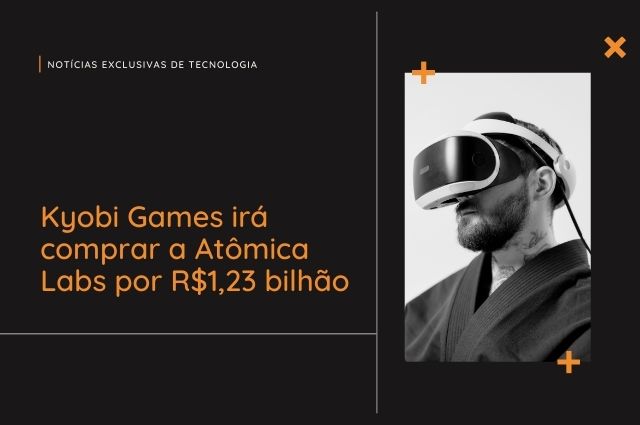 NOTÍCIAS EXCLUSIVAS DE TECNOLOGIA
Kyobi Games irá
comprar a Atômica
Labs por R$1,23 bilhão